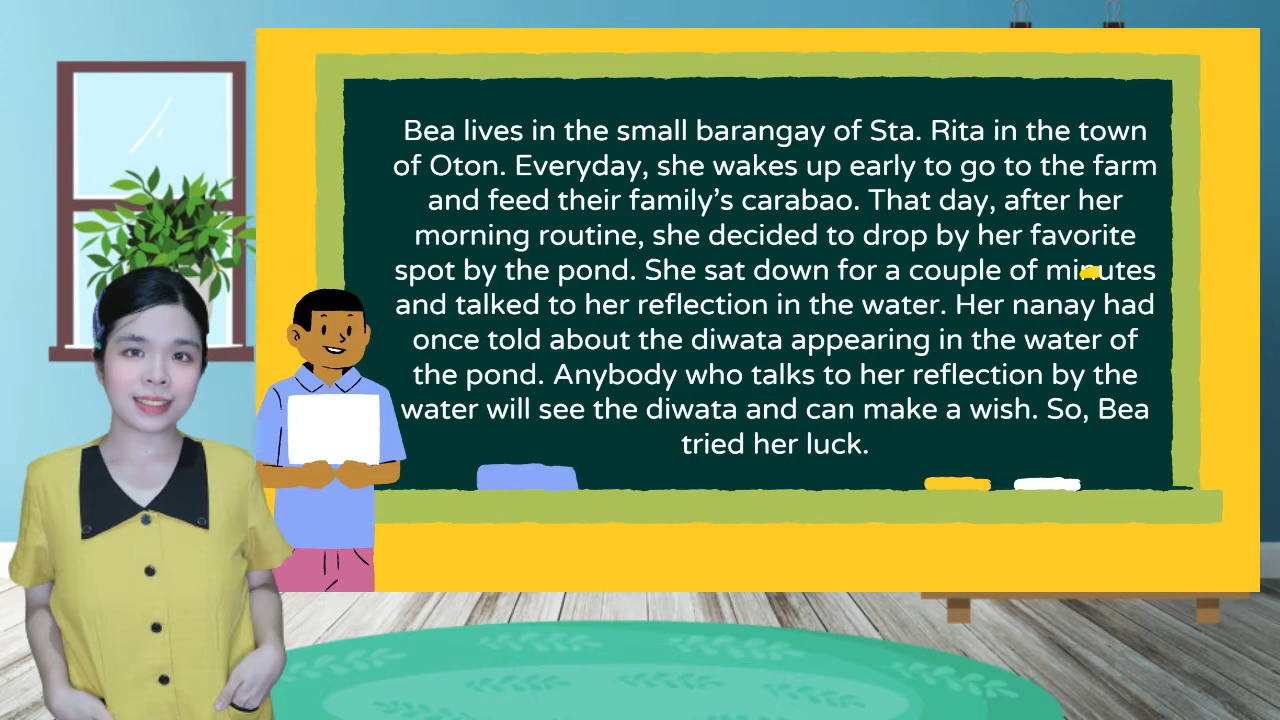 Bea lives in the small barangay of Sta. Rita in the town
of Oton. Everyday, she wakes up early to go to the farm
and feed their family's carabao. That day, after her
morning routine, she decided to drop by her favorite
spot by the pond. She sat down for a couple of minutes
and talked to her reflection in the water. Her nanay had
once told about the diwata appearing in the water of
the pond. Anybody who talks to her reflection by the
water will see the diwata and can make a wish. So, Bea
tried her luck.